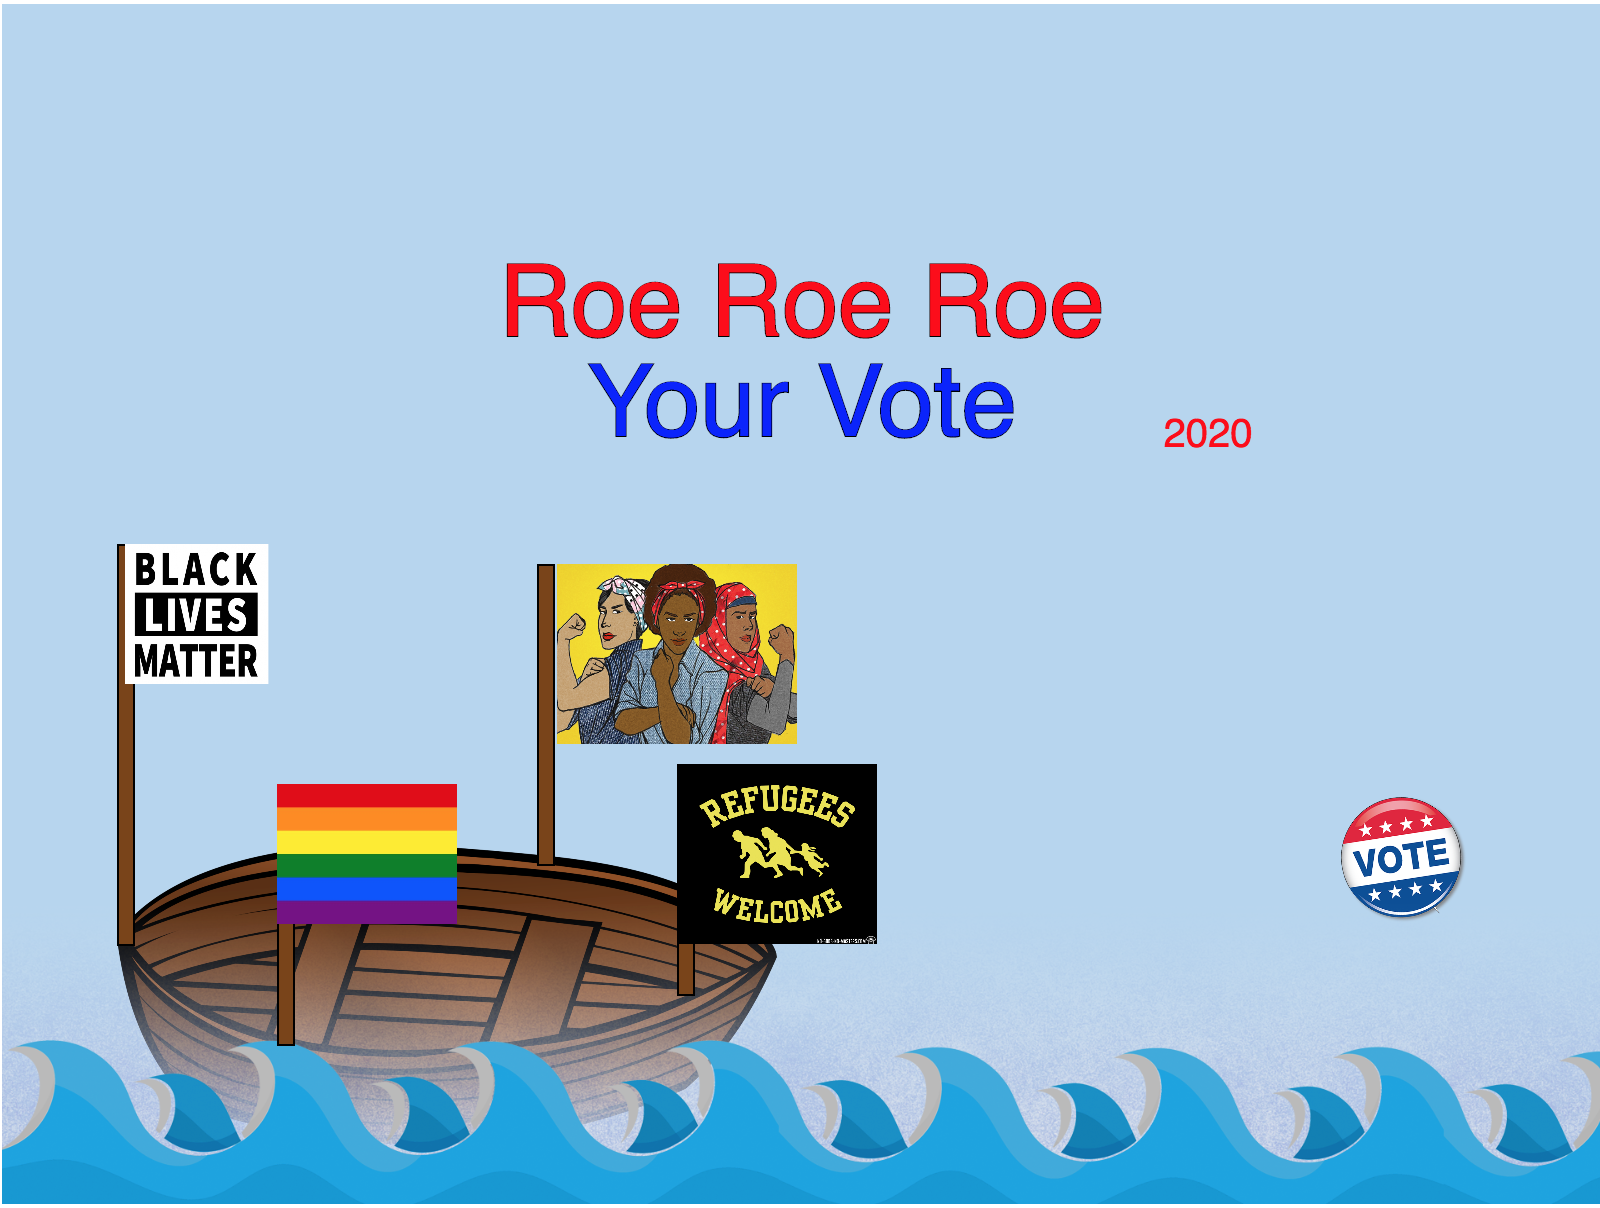 Roe Roe Roe
Your Vote
2020
BLACK
LIVES
MATTER
REFUGEES
WELCOME
VOTE